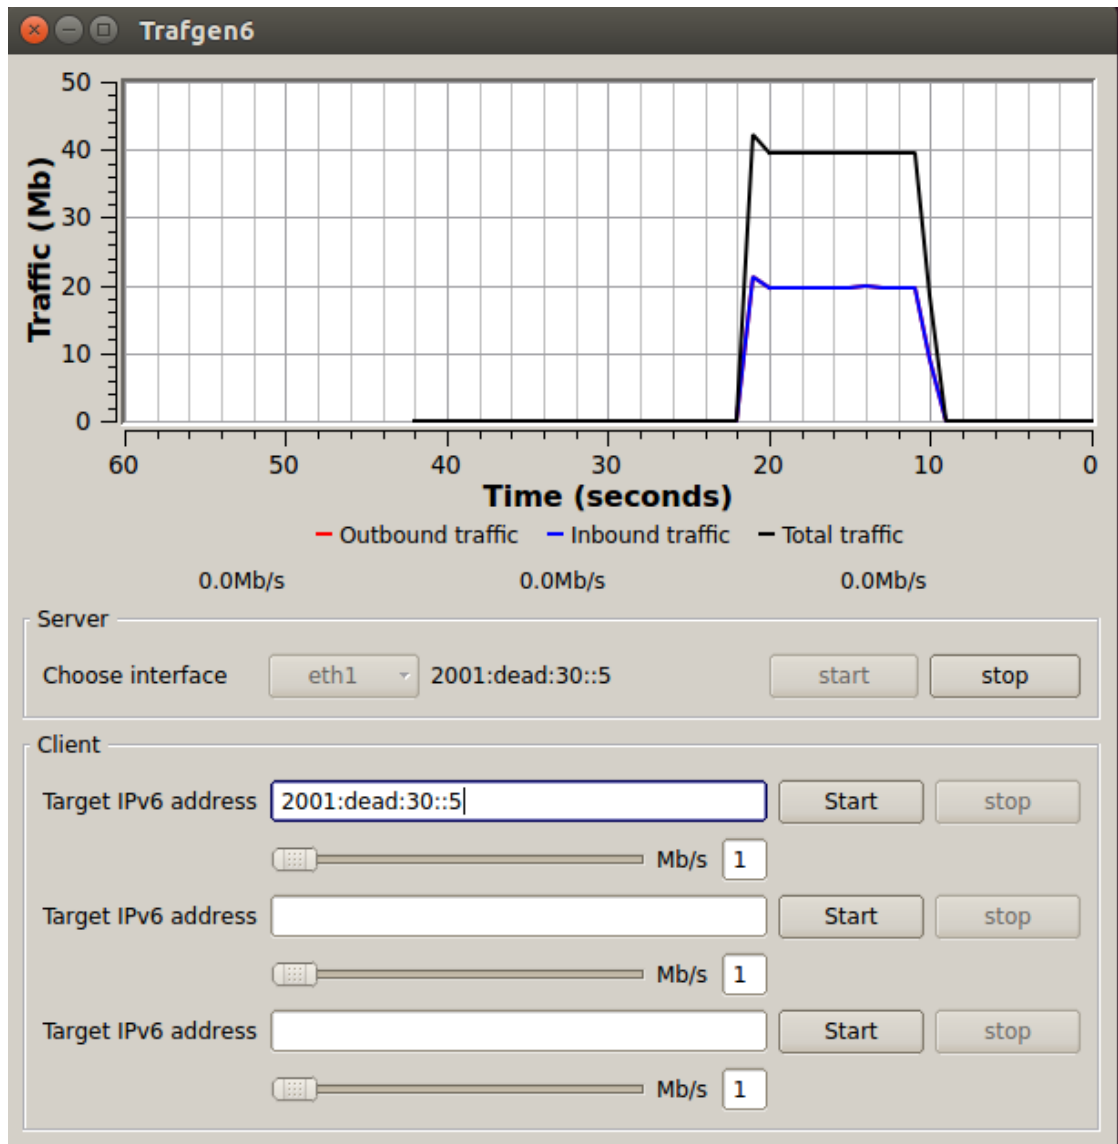 Trafgen6
50
40
30
20
10
0
Traffic (Mb)
60 50 40 30 20 10 0
Time (seconds)
Outbound traffic Inbound traffic Total traffic
0.0Mb/s 0.0Mb/s 0.0Mb/s
Server
Choose interface eth1 2001:dead:30::5 start stop
Client
Target IPv6 address 2001:dead:30::5 Start stop
Mb/s 1
Target IPv6 address Start stop
Mb/s 1
Target IPv6 address Start stop
Mb/s 1